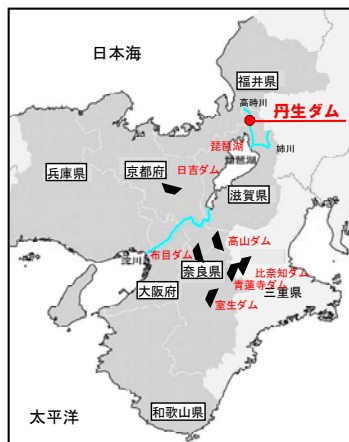 日本海
福井県
高時川
丹生ダム
姉川
琵琶湖
琵琶湖
日吉ダム
京都府
兵庫県
滋賀県
高山ダム
淀川
布目ダム
奈良県
比奈知ダム
青蓮寺ダム
大阪府
三重県
室生ダム
和歌山県
太平洋